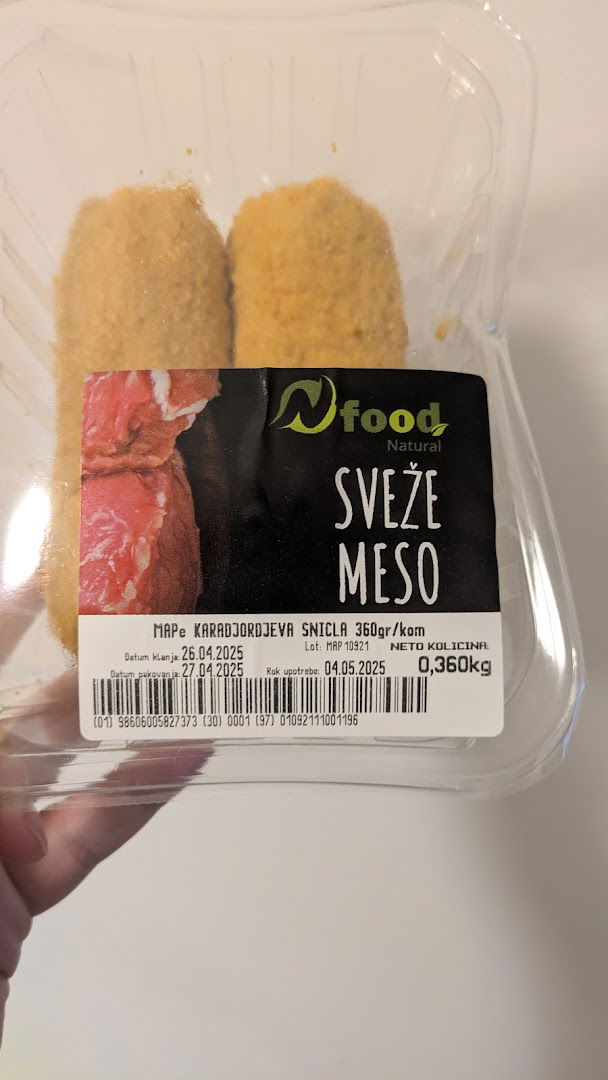 Nfood
Natural
SVEŽE
MESO
MAPe KARADJORDJEVA SNICLA 360gr/kom
Lot: MAP 10921 NETO KOLICINA:
Datum klanja: 26.04.2025
Datum pakovanja: 27.04.2025 Rok upotrebe: 04.05.2025 0,360kg
(01) 98606005827373 (30) 0001 (97) 01092111001196